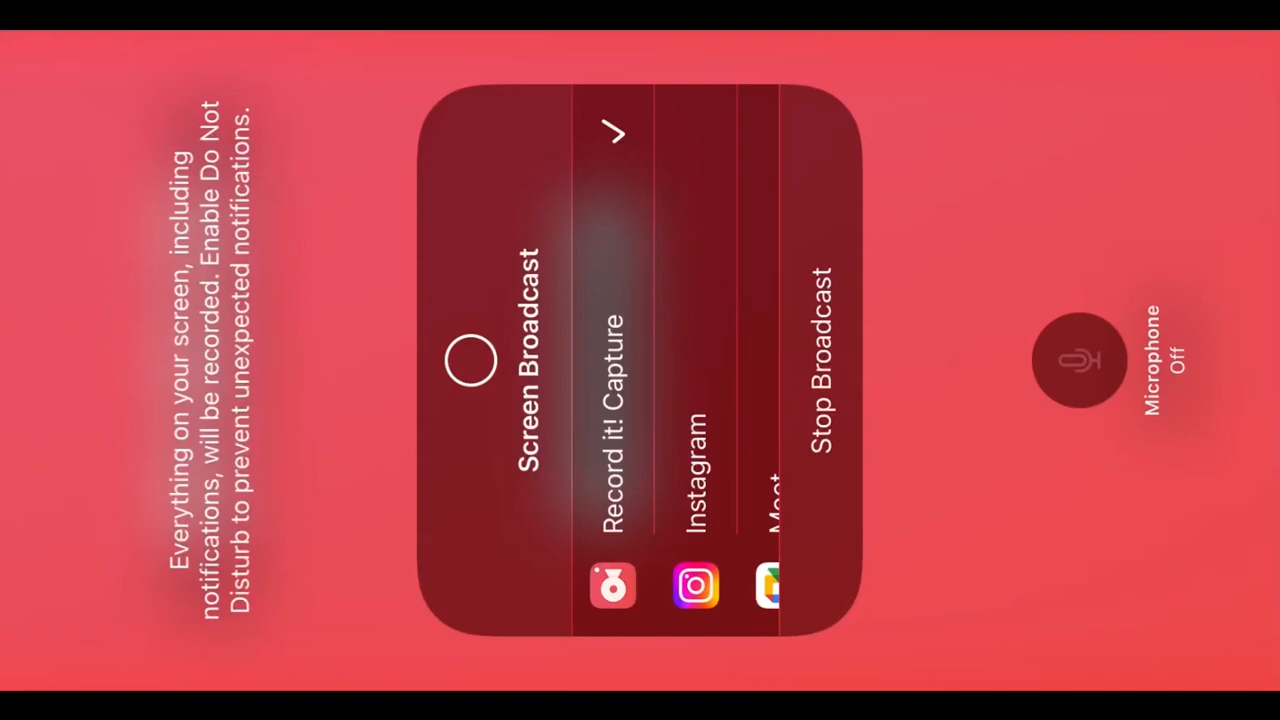 Everything on your screen, including
notifications, will be recorded. Enable Do Not
Disturb to prevent unexpected notifications.
Screen Broadcast
Record it! Capture
Instagram
Meet
Stop Broadcast
Microphone
Off